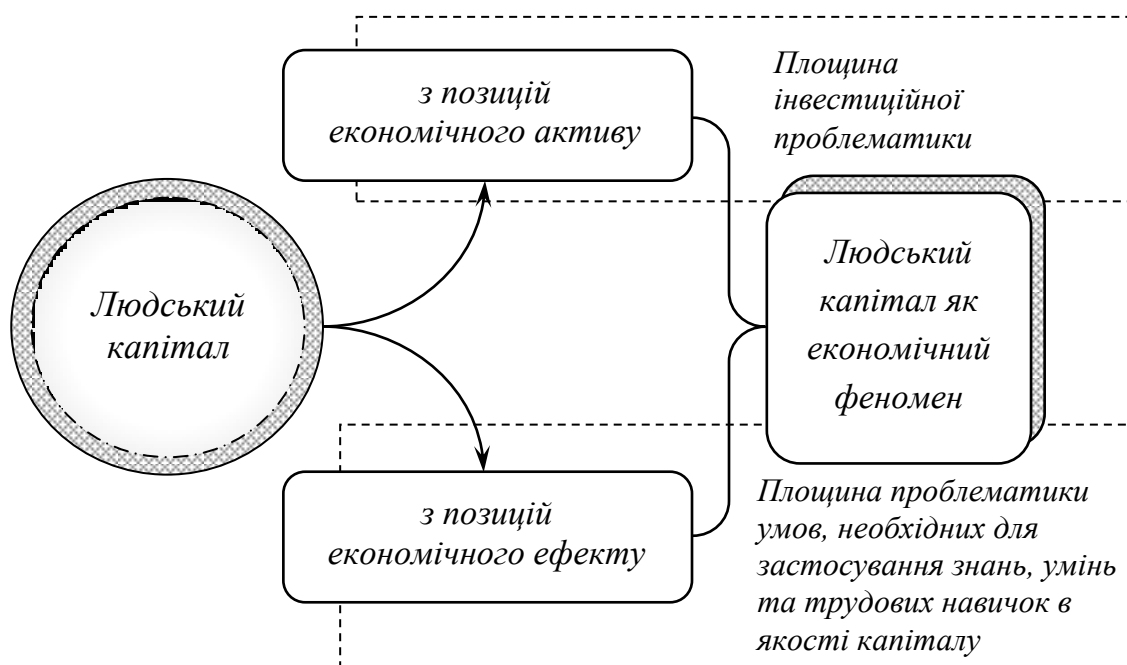 з позицій
економічного активу
Площина
інвестиційної
проблематики
Людський
капітал
Людський
капітал як
економічний
феномен
з позицій
економічного ефекту
Площина проблематики
умов, необхідних для
застосування знань, умінь
та трудових навичок в
якості капіталу